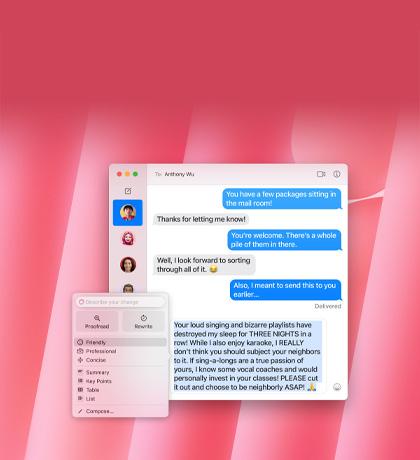 To: Anthony Wu
You have a few packages sitting in
the mail room!
Thanks for letting me know!
You're welcome. There's a whole
pile of them in there.
Well, I look forward to sorting
through all of it. 😂
Also, I meant to send this to you
earlier...
Delivered
Describe your change
Proofread
Rewrite
Friendly
Professional
Concise
Summary
Key Points
Table
List
Compose...
Your loud singing and bizarre playlists have
destroyed my sleep for THREE NIGHTS in a
row! While I also enjoy karaoke, I REALLY
don't think you should subject your neighbors
to it. If sing-a-longs are a true passion of
yours, I know some vocal coaches and would
personally invest in your classes! PLEASE cut
it out and choose to be neighborly ASAP! 🙏